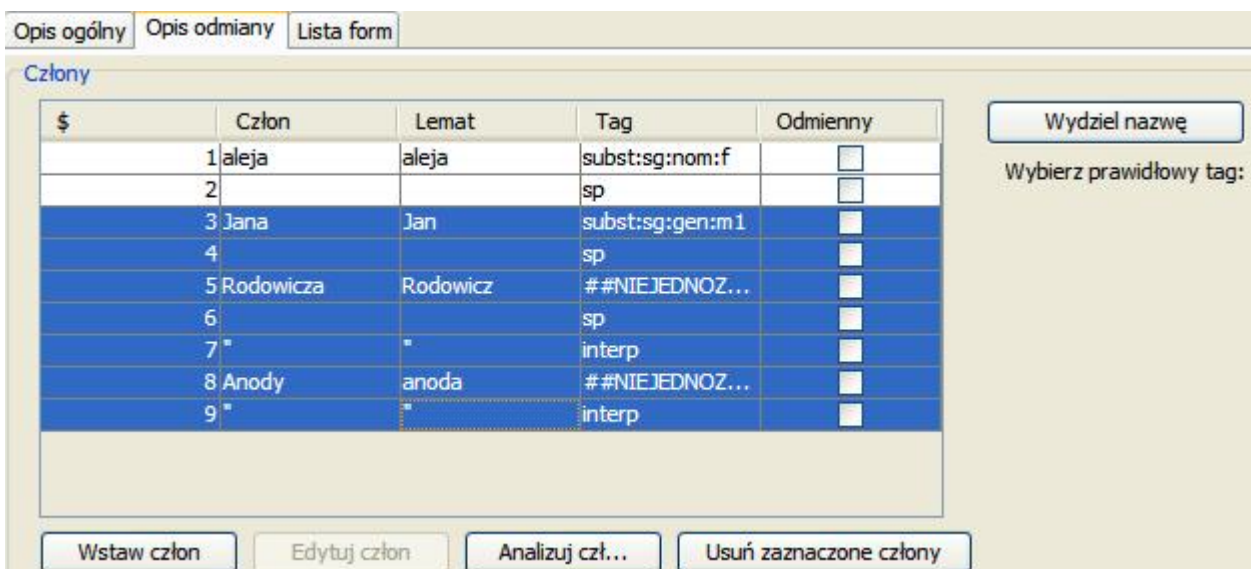 Opis ogólny Opis odmiany Lista form
Człony
$ Człon Lemat Tag Odmienny
Wydziel nazwę
1 aleja aleja subst:sg:nom:f
Wybierz prawidłowy tag:
2 sp
3 Jana Jan subst:sg:gen:m1
4 sp
5 Rodowicza Rodowicz ##NIEJEDNOZ...
6 sp
7 " " interp
8 Anody anoda ##NIEJEDNOZ...
9 " " interp
Wstaw człon Edytuj człon Analizuj czł... Usuń zaznaczone człony